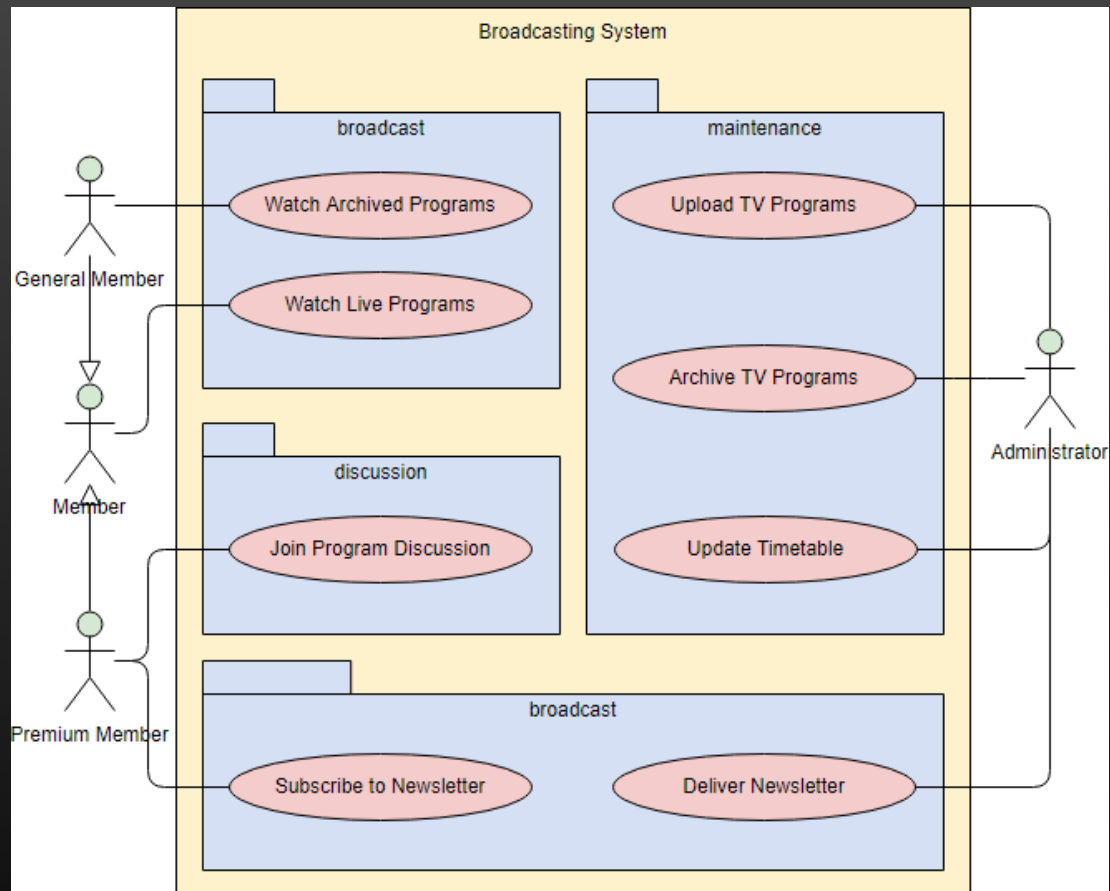 Broadcasting System
broadcast
maintenance
Watch Archived Programs
Upload TV Programs
General Member
Watch Live Programs
Archive TV Programs
Administrator
discussion
Member
Join Program Discussion
Update Timetable
broadcast
Premium Member
Subscribe to Newsletter
Deliver Newsletter